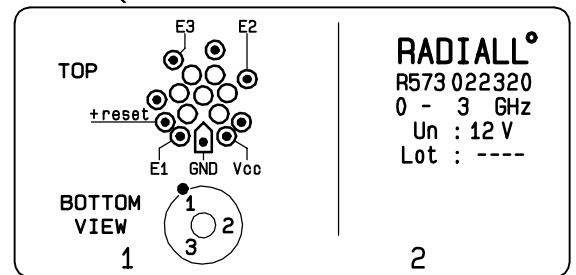 E3 E2
TOP
+reset
E1 GND Vcc
BOTTOM
VIEW
1
2
3
1
RADIALL°
R573 022320
0 - 3 GHz
Un : 12 V
Lot : ----
2